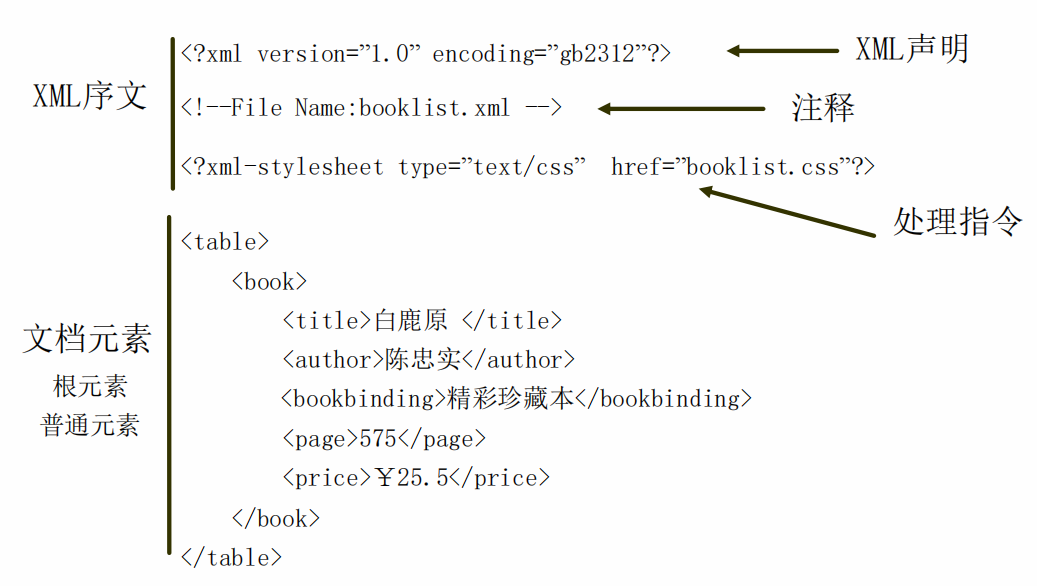 XML序文
<?xml version=”1.0” encoding=”gb2312”?>
XML声明
<!--File Name:booklist.xml -->
注释
<?xml-stylesheet type=”text/css”  href=”booklist.css”?>
处理指令
文档元素
根元素
普通元素
<table>
<book>
<title>白鹿原 </title>
<author>陈忠实</author>
<bookbinding>精彩珍藏本</bookbinding>
<page>575</page>
<price>￥25.5</price>
</book>
</table>